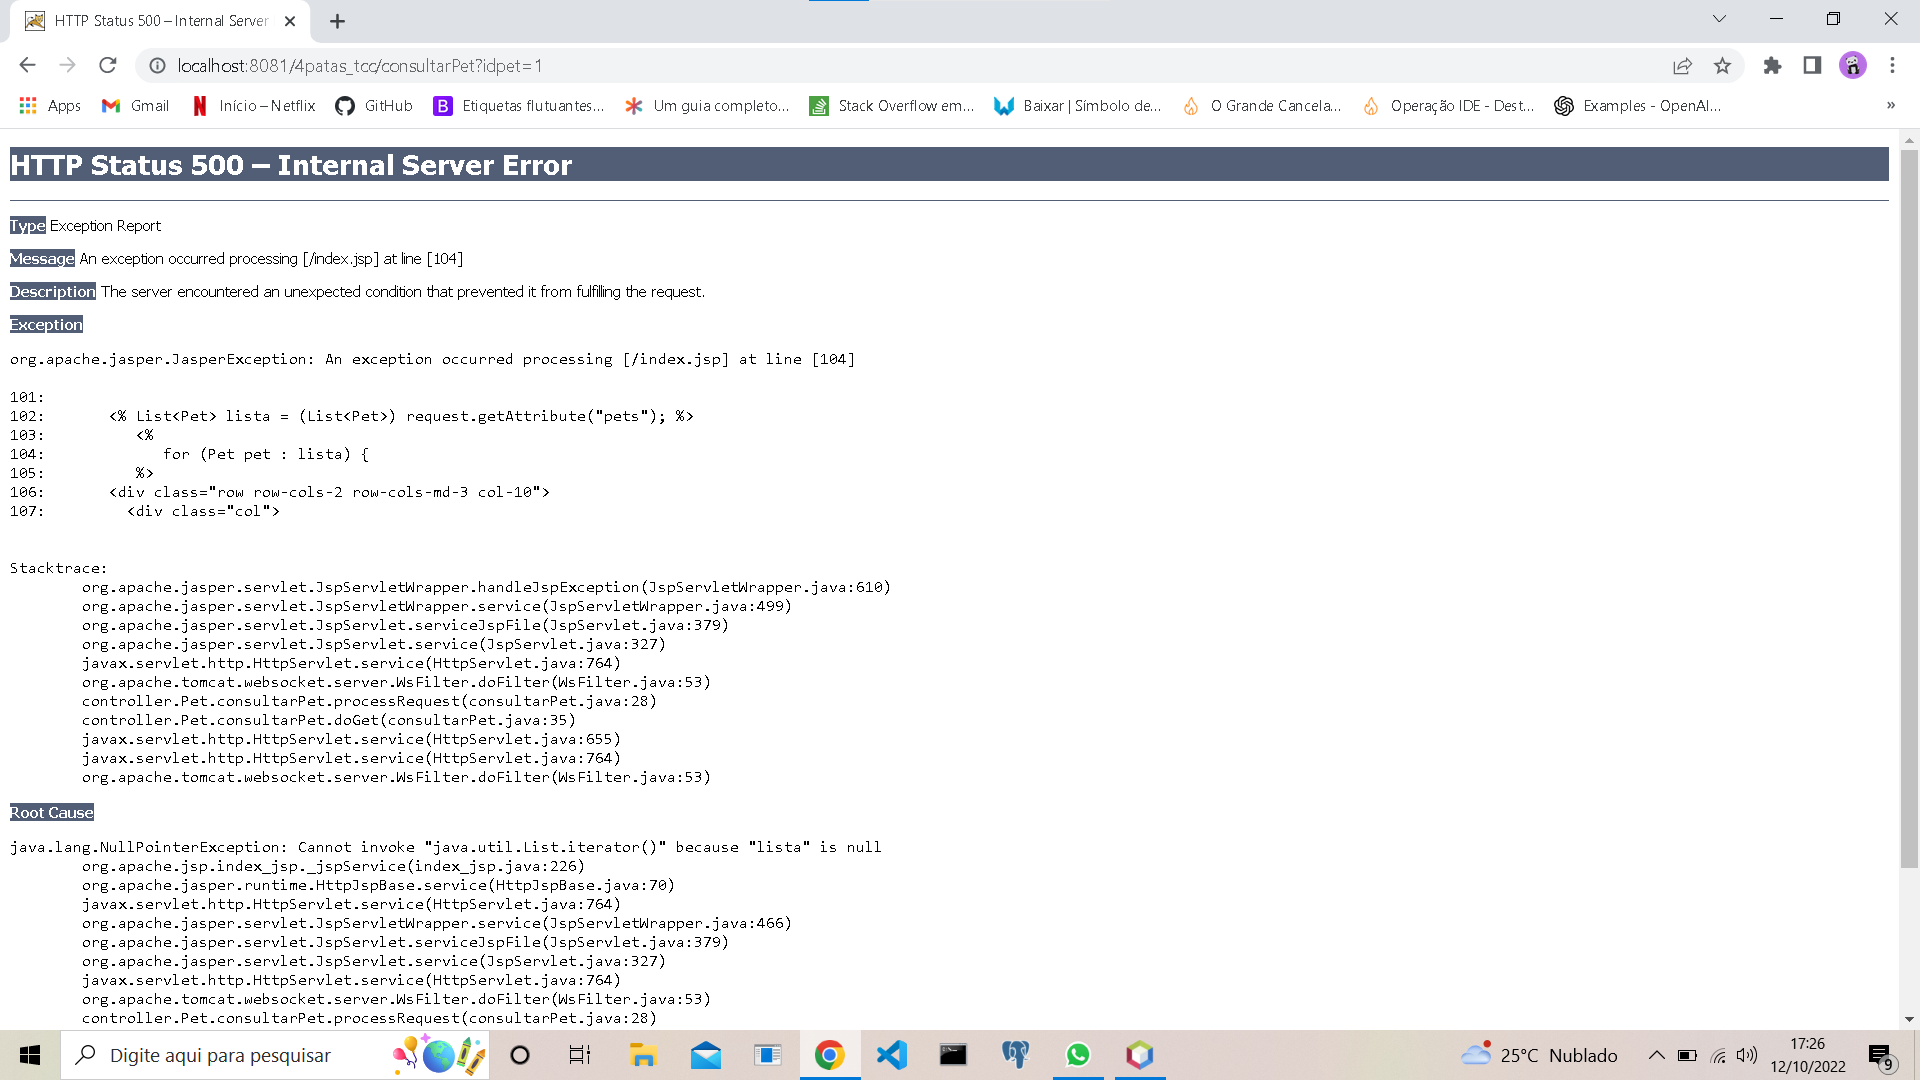 HTTP Status 500 – Internal Server
localhost:8081/4patas_tcc/consultarPet?idpet=1
Apps
Gmail
Início – Netflix
GitHub
B
Etiquetas flutuantes...
Um guia completo...
Stack Overflow em...
Baixar | Símbolo de...
O Grande Cancela...
Operação IDE - Dest...
Examples - OpenAI...
»
HTTP Status 500 – Internal Server Error
Type Exception Report
Message An exception occurred processing [/index.jsp] at line [104]
Description The server encountered an unexpected condition that prevented it from fulfilling the request.
Exception
org.apache.jasper.JasperException: An exception occurred processing [/index.jsp] at line [104]
101:
102:       <% List<Pet> lista = (List<Pet>) request.getAttribute("pets"); %>
103:          <%
104:             for (Pet pet : lista) {
105:          %>
106:       <div class="row row-cols-2 row-cols-md-3 col-10">
107:         <div class="col">
Stacktrace:
org.apache.jasper.servlet.JspServletWrapper.handleJspException(JspServletWrapper.java:610)
org.apache.jasper.servlet.JspServletWrapper.service(JspServletWrapper.java:499)
org.apache.jasper.servlet.JspServlet.serviceJspFile(JspServlet.java:379)
org.apache.jasper.servlet.JspServlet.service(JspServlet.java:327)
javax.servlet.http.HttpServlet.service(HttpServlet.java:764)
org.apache.tomcat.websocket.server.WsFilter.doFilter(WsFilter.java:53)
controller.Pet.consultarPet.processRequest(consultarPet.java:28)
controller.Pet.consultarPet.doGet(consultarPet.java:35)
javax.servlet.http.HttpServlet.service(HttpServlet.java:655)
javax.servlet.http.HttpServlet.service(HttpServlet.java:764)
org.apache.tomcat.websocket.server.WsFilter.doFilter(WsFilter.java:53)
Root Cause
java.lang.NullPointerException: Cannot invoke "java.util.List.iterator()" because "lista" is null
org.apache.jsp.index_jsp._jspService(index_jsp.java:226)
org.apache.jasper.runtime.HttpJspBase.service(HttpJspBase.java:70)
javax.servlet.http.HttpServlet.service(HttpServlet.java:764)
org.apache.jasper.servlet.JspServletWrapper.service(JspServletWrapper.java:466)
org.apache.jasper.servlet.JspServlet.serviceJspFile(JspServlet.java:379)
org.apache.jasper.servlet.JspServlet.service(JspServlet.java:327)
javax.servlet.http.HttpServlet.service(HttpServlet.java:764)
org.apache.tomcat.websocket.server.WsFilter.doFilter(WsFilter.java:53)
controller.Pet.consultarPet.processRequest(consultarPet.java:28)
Digite aqui para pesquisar
25°C Nublado
17:26
12/10/2022
9